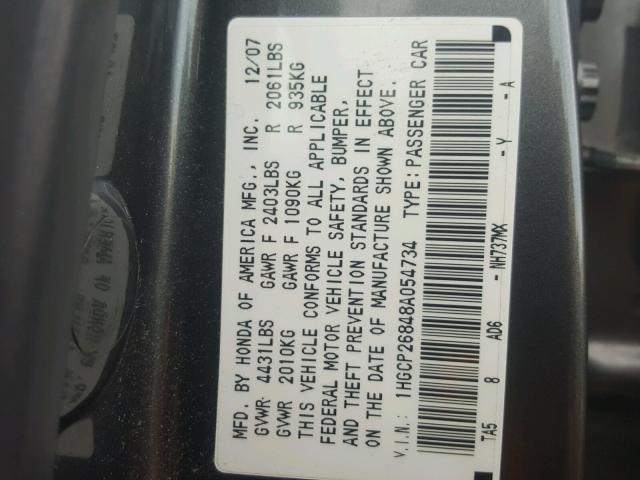 MFD. BY HONDA OF AMERICA MFG., INC. 12/07
GVWR 4431LBS GAWR F 2403LBS R 2061LBS
GVWR 2010KG GAWR F 1090KG R 935KG
THIS VEHICLE CONFORMS TO ALL APPLICABLE
FEDERAL MOTOR VEHICLE SAFETY, BUMPER,
AND THEFT PREVENTION STANDARDS IN EFFECT
ON THE DATE OF MANUFACTURE SHOWN ABOVE.
V.I.N.: 1HGCP26848A054734 TYPE: PASSENGER CAR
TA5 8 AD6 - NH737MX - Y - A